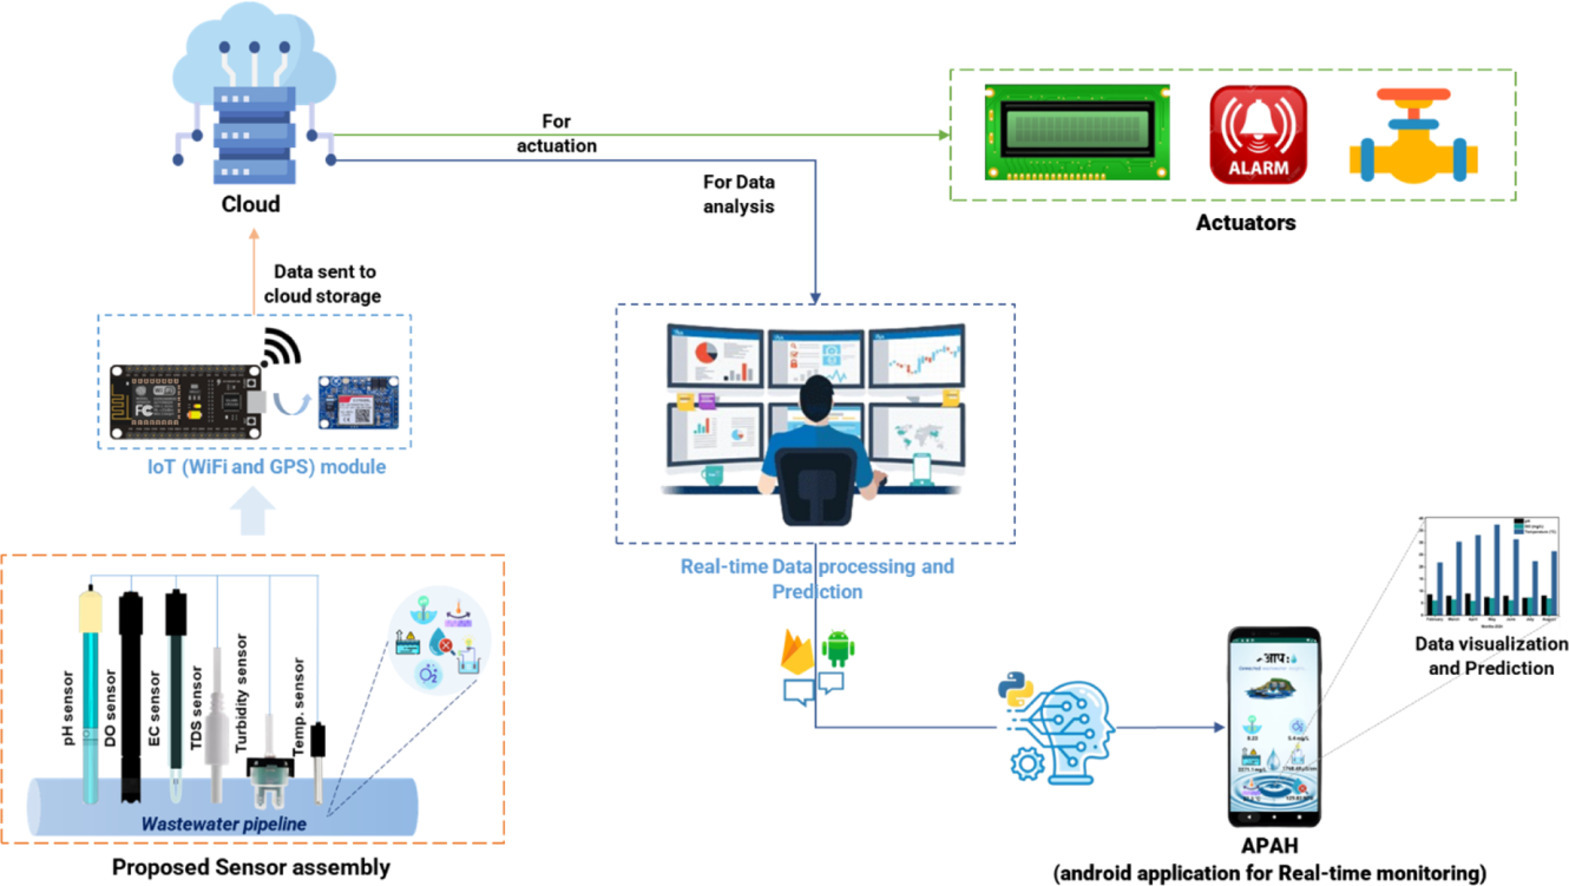 For
actuation
ALARM
Actuators
For Data
analysis
Cloud
Data sent to
cloud storage
IoT (WiFi and GPS) module
Real-time Data processing and
Prediction
pH sensor
DO sensor
EC sensor
TDS sensor
Turbidity sensor
Temp. sensor
O₂
Wastewater pipeline
Proposed Sensor assembly
Data visualization
and Prediction
आप:
APAH
(android application for Real-time monitoring)